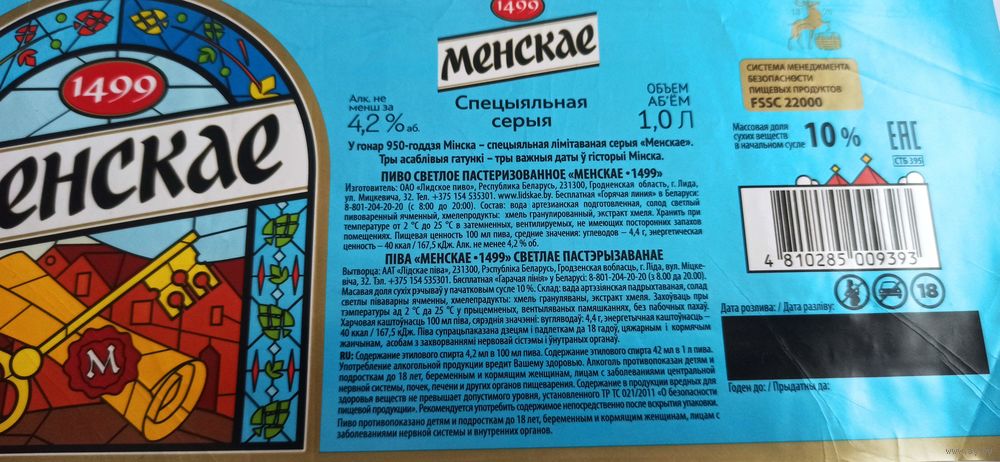 1499
Менскае
1499
енскае
М
Алк. не
менш за
4,2 % аб.
Спецыяльная
серыя
ОБЪЕМ
АБ'ЁМ
1,0 Л
У гонар 950-годдзя Мінска – спецыяльная лімітаваная серыя «Менскае».
Тры асаблівыя гатункі – тры важныя даты ў гісторыі Мінска.
ПИВО СВЕТЛОЕ ПАСТЕРИЗОВАННОЕ «МЕНСКАЕ • 1499»
Изготовитель: ОАО «Лидское пиво», Республика Беларусь, 231300, Гродненская область, г. Лида,
ул. Мицкевича, 32. Тел. +375 154 535301. www.lidskae.by. Бесплатная «Горячая линия» в Беларуси:
8-801-204-20-20 (с 8:00 до 20:00). Состав: вода артезианская подготовленная, солод светлый
пивоваренный ячменный, хмелепродукты: хмель гранулированный, экстракт хмеля. Хранить при
температуре от 2 °С до 25 °С в затемненных, вентилируемых, не имеющих посторонних запахов
помещениях. Пищевая ценность 100 мл пива, средние значения: углеводов – 4,4 г, энергетическая
ценность – 40 ккал / 167,5 кДж. Алк. не менее 4,2 % об.
ПІВА «МЕНСКАЕ • 1499» СВЕТЛАЕ ПАСТЭРЫЗАВАНАЕ
Вытворца: ААТ «Лідскае піва», 231300, Рэспубліка Беларусь, Гродзенская вобласць, г. Ліда, вул. Міцке-
віча, 32. Тэл. +375 154 535301. Бясплатная «Гарачая лінія» у Беларусі: 8-801-204-20-20 (з 8.00 да 20.00).
Масавая доля сухіх рэчываў у пачатковым сусле 10 %. Склад: вада артэзіянская падрыхтаваная, солад
светлы піваварны ячменны, хмелепрадукты: хмель грануляваны, экстракт хмеля. Захоўваць пры
тэмпературы ад 2 °С да 25 °С у прыцемненых, вентыляваных памяшканнях, без пабочных пахаў.
Харчовая каштоўнасць 100 мл піва, сярэднія значэнні: вугляводаў: 4,4 г, энергетычная каштоўнасць –
40 ккал / 167,5 кДж. Піва супрацьпаказана дзецям і падлеткам да 18 гадоў, цяжарным і кормячым
жанчынам, асобам з захворваннямі нервовай сістэмы і ўнутраных органаў.
RU: Содержание этилового спирта 4,2 мл в 100 мл пива. Содержание этилового спирта 42 мл в 1 л пива.
Употребление алкогольной продукции вредит Вашему здоровью. Алкоголь противопоказан детям и
подросткам до 18 лет, беременным и кормящим женщинам, лицам с заболеваниями центральной
нервной системы, почек, печени и других органов пищеварения. Содержание в продукции вредных для
здоровья веществ не превышает допустимого уровня, установленного ТР ТС 021/2011 «О безопасности
пищевой продукции». Рекомендуется употребить содержимое непосредственно после вскрытия упаковки.
Пиво противопоказано детям и подросткам до 18 лет, беременным и кормящим женщинам, лицам с
заболеваниями нервной системы и внутренних органов.
СИСТЕМА МЕНЕДЖМЕНТА
БЕЗОПАСНОСТИ
ПИЩЕВЫХ ПРОДУКТОВ
FSSC 22000
Массовая доля
сухих веществ
в начальном сусле
10 %
ЕАС
СТБ 395
4 810285 009393
18
Дата розлива: / Дата разліву:
Годен до: / Прыдатны да: